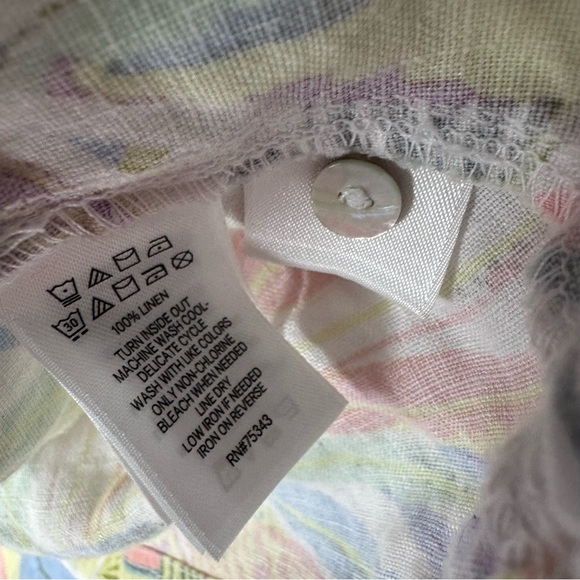 30
100% LINEN
TURN INSIDE OUT
MACHINE WASH COOL-
DELICATE CYCLE
WASH WITH LIKE COLORS
ONLY NON-CHLORINE
BLEACH WHEN NEEDED
LINE DRY
LOW IRON IF NEEDED
IRON ON REVERSE
RN#75343